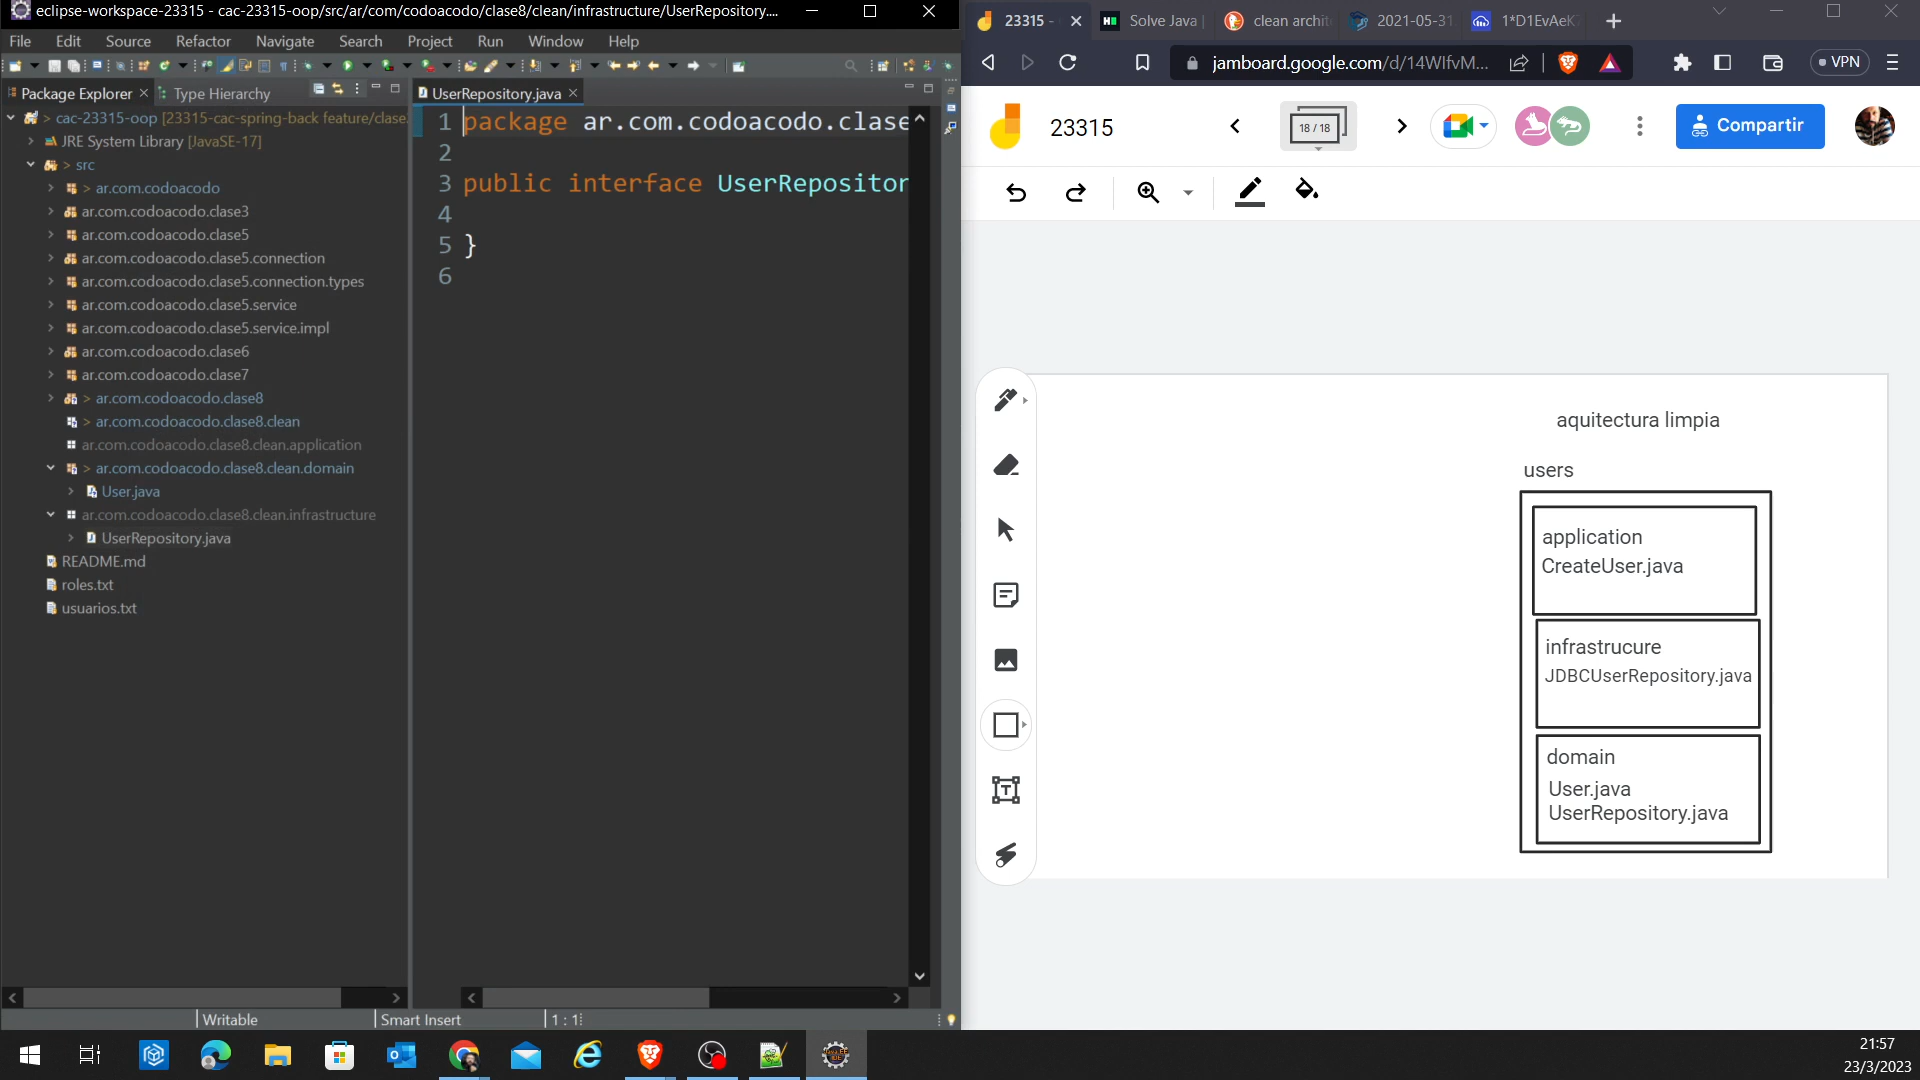 eclipse-workspace-23315 - cac-23315-oop/src/ar/com/codoacodo/clase8/clean/infrastructure/UserRepository....
File Edit Source Refactor Navigate Search Project Run Window Help
Package Explorer
Type Hierarchy
> cac-23315-oop [23315-cac-spring-back feature/clase.
JRE System Library [JavaSE-17]
> src
> ar.com.codoacodo
ar.com.codoacodo.clase3
ar.com.codoacodo.clase5
ar.com.codoacodo.clase5.connection
ar.com.codoacodo.clase5.connection.types
ar.com.codoacodo.clase5.service
ar.com.codoacodo.clase5.service.impl
ar.com.codoacodo.clase6
ar.com.codoacodo.clase7
> ar.com.codoacodo.clase8
> ar.com.codoacodo.clase8.clean
ar.com.codoacodo.clase8.clean.application
> ar.com.codoacodo.clase8.clean.domain
User.java
ar.com.codoacodo.clase8.clean.infrastructure
UserRepository.java
README.md
roles.txt
usuarios.txt
UserRepository.java
1 package ar.com.codoacodo.clase
2
3 public interface UserRepositor
4
5 }
6
Writable
Smart Insert
1 : 1
23315 -
Solve Java
clean archit
2021-05-31
1*D1EvAeK
jamboard.google.com/d/14WlfvM...
VPN
23315
18 / 18
Compartir
aquitectura limpia
users
application
CreateUser.java
infrastrucure
JDBCUserRepository.java
domain
User.java
UserRepository.java
21:57
23/3/2023